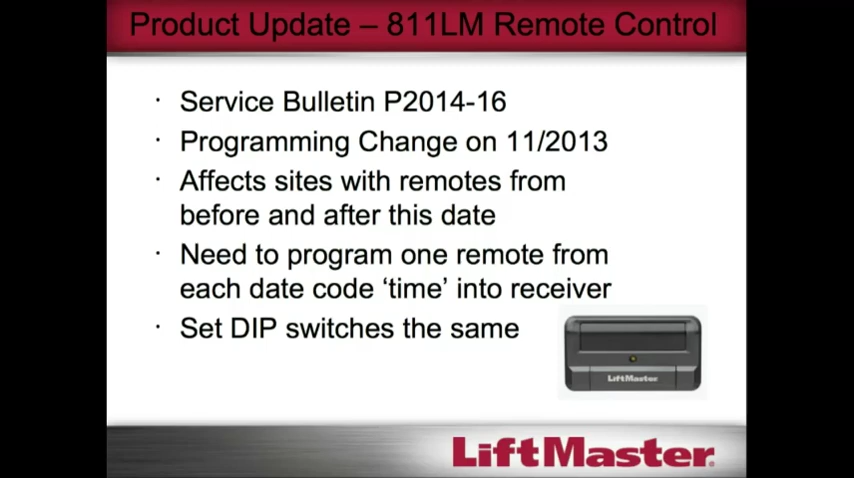 Product Update – 811LM Remote Control
· Service Bulletin P2014-16
· Programming Change on 11/2013
· Affects sites with remotes from
before and after this date
· Need to program one remote from
each date code ‘time’ into receiver
· Set DIP switches the same
LiftMaster
LiftMaster®